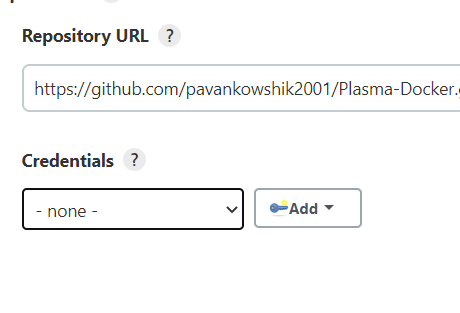 Repository URL ?
https://github.com/pavankowshik2001/Plasma-Docker.
Credentials ?
- none -
Add